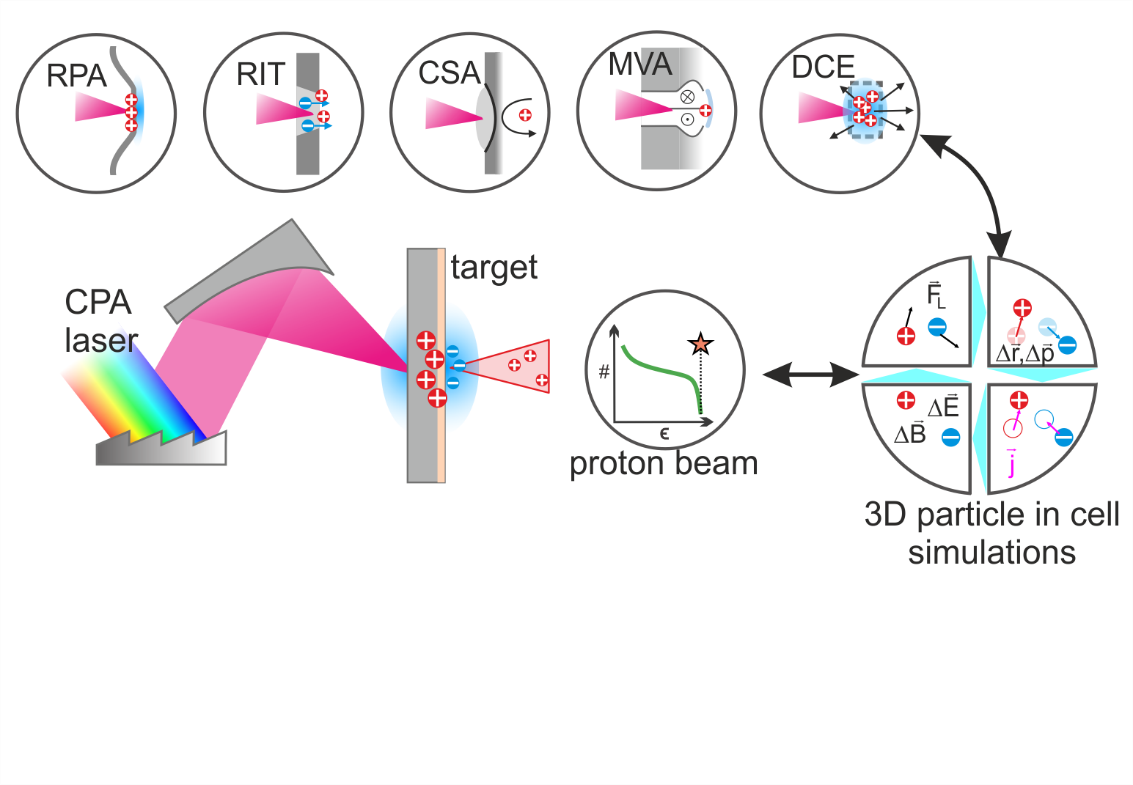 RPA
RIT
CSA
MVA
DCE
CPA
laser
target
#
ϵ
proton beam
F⃗L
Δr⃗,Δp⃗
ΔE⃗
ΔB⃗
j⃗
3D particle in cell
simulations